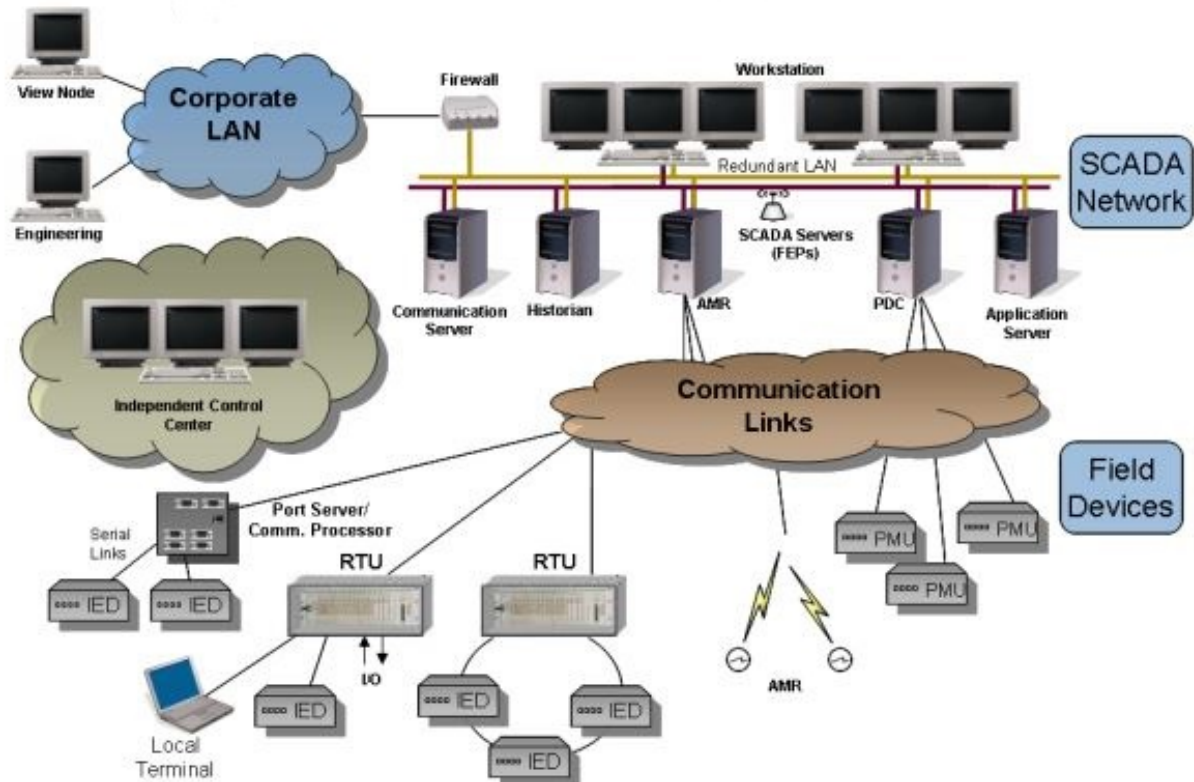 View Node
Engineering
Corporate
LAN
Firewall
Workstation
Redundant LAN
SCADA
Network
SCADA Servers
(FEPs)
Communication
Server
Historian
AMR
PDC
Application
Server
Independent Control
Center
Communication
Links
Field
Devices
Port Server/
Comm. Processor
Serial
Links
IED
IED
RTU
RTU
I/O
IED
IED
IED
IED
Local
Terminal
AMR
PMU
PMU
PMU